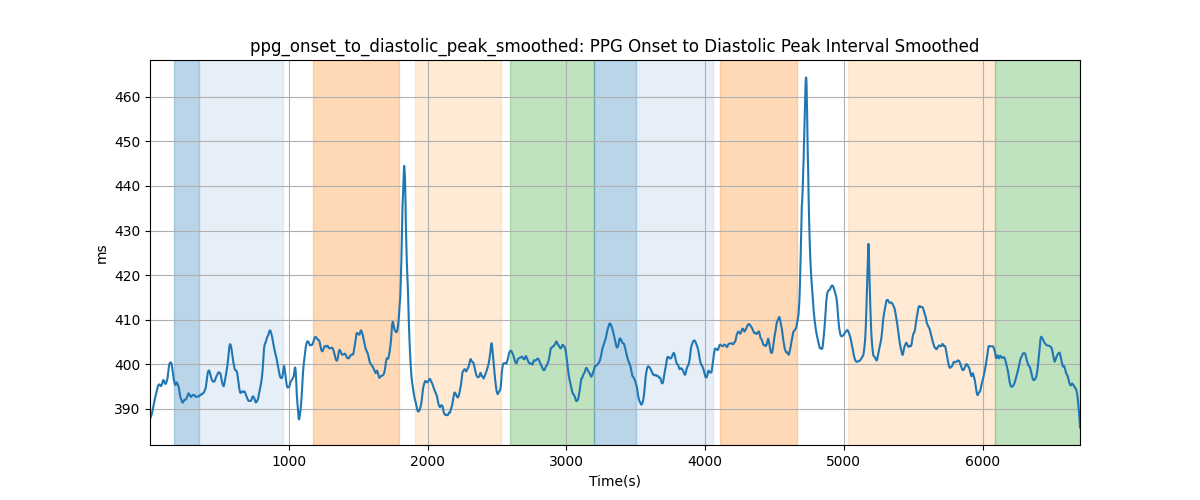 ppg_onset_to_diastolic_peak_smoothed: PPG Onset to Diastolic Peak Interval Smoothed
460
450
440
430
420
410
400
390
ms
1000 2000 3000 4000 5000 6000
Time(s)